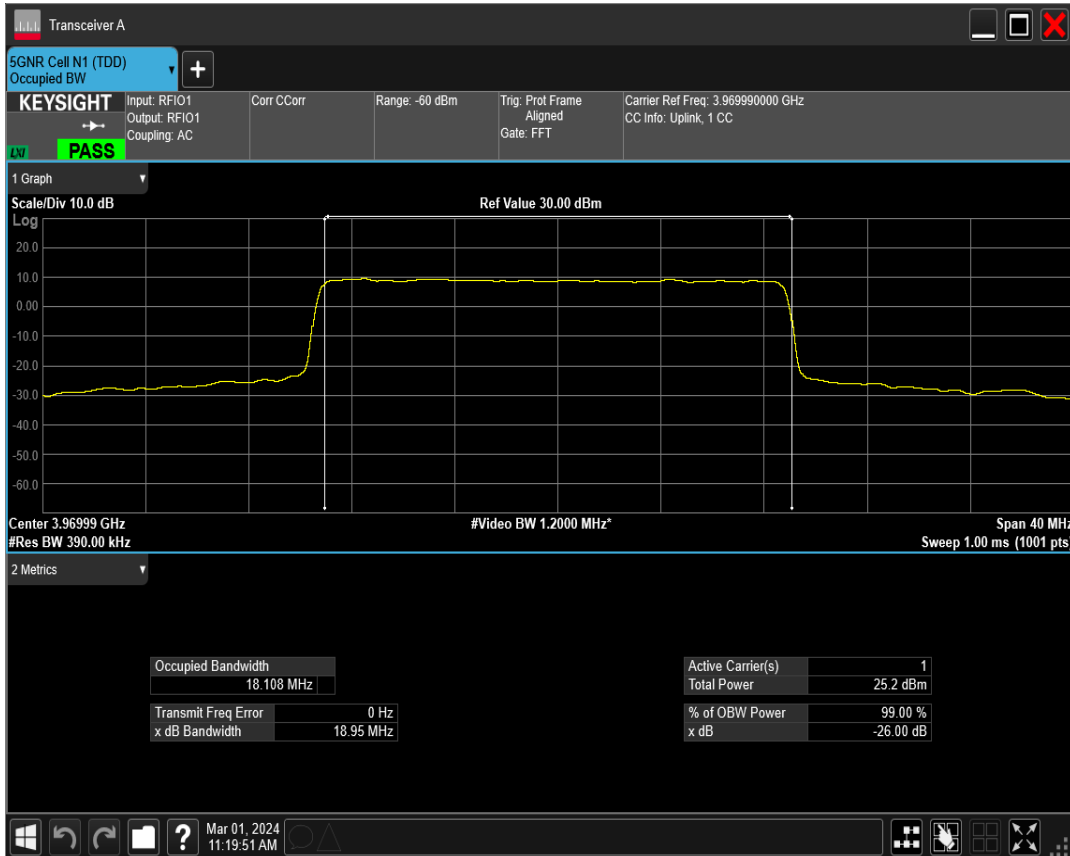 Transceiver A
5GNR Cell N1 (TDD)
Occupied BW
+
KEYSIGHT
LXI
PASS
Input: RFIO1
Output: RFIO1
Coupling: AC
Corr CCorr
Range: -60 dBm
Trig: Prot Frame
Aligned
Gate: FFT
Carrier Ref Freq: 3.969990000 GHz
CC Info: Uplink, 1 CC
1 Graph
Scale/Div 10.0 dB
Ref Value 30.00 dBm
Log
20.0
10.0
0.00
-10.0
-20.0
-30.0
-40.0
-50.0
-60.0
Center 3.96999 GHz
#Video BW 1.2000 MHz*
Span 40 MHz
#Res BW 390.00 kHz
Sweep 1.00 ms (1001 pts)
2 Metrics
Occupied Bandwidth
18.108 MHz
Transmit Freq Error 0 Hz
x dB Bandwidth 18.95 MHz
Active Carrier(s) 1
Total Power 25.2 dBm
% of OBW Power 99.00 %
x dB -26.00 dB
?
Mar 01, 2024
11:19:51 AM